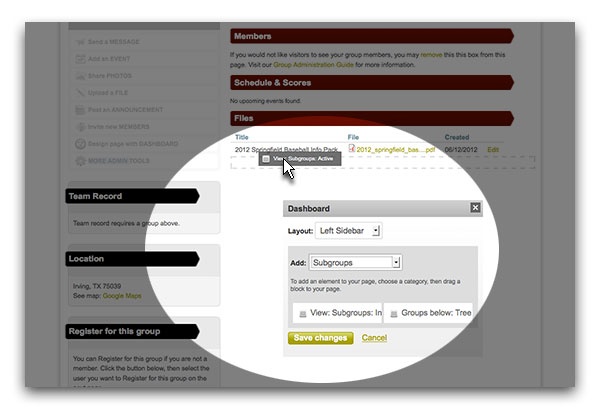 Send a MESSAGE
Add an EVENT
Share PHOTOS
Upload a FILE
Post an ANNOUNCEMENT
Invite new MEMBERS
Design page with DASHBOARD
MORE ADMIN TOOLS
Team Record
Team record requires a group above.
Location
Irving, TX 75039
See map: Google Maps
Register for this group
You can Register for this group if you are not a
member. Click the button below, then select the
user you want to Register for this group on the
Members
If you would not like visitors to see your group members, you may remove this this box from this
page. Visit our Group Administration Guide for more information.
Schedule & Scores
No upcoming events found.
Files
Title File Created
2012 Springfield Baseball Info Pack 2012_springfield_bas....pdf 06/12/2012 Edit
View: Subgroups: Active
Dashboard
Layout: Left Sidebar
Add: Subgroups
To add an element to your page, choose a category, then drag a
block to your page.
View: Subgroups: In Groups below: Tree
Save changes Cancel